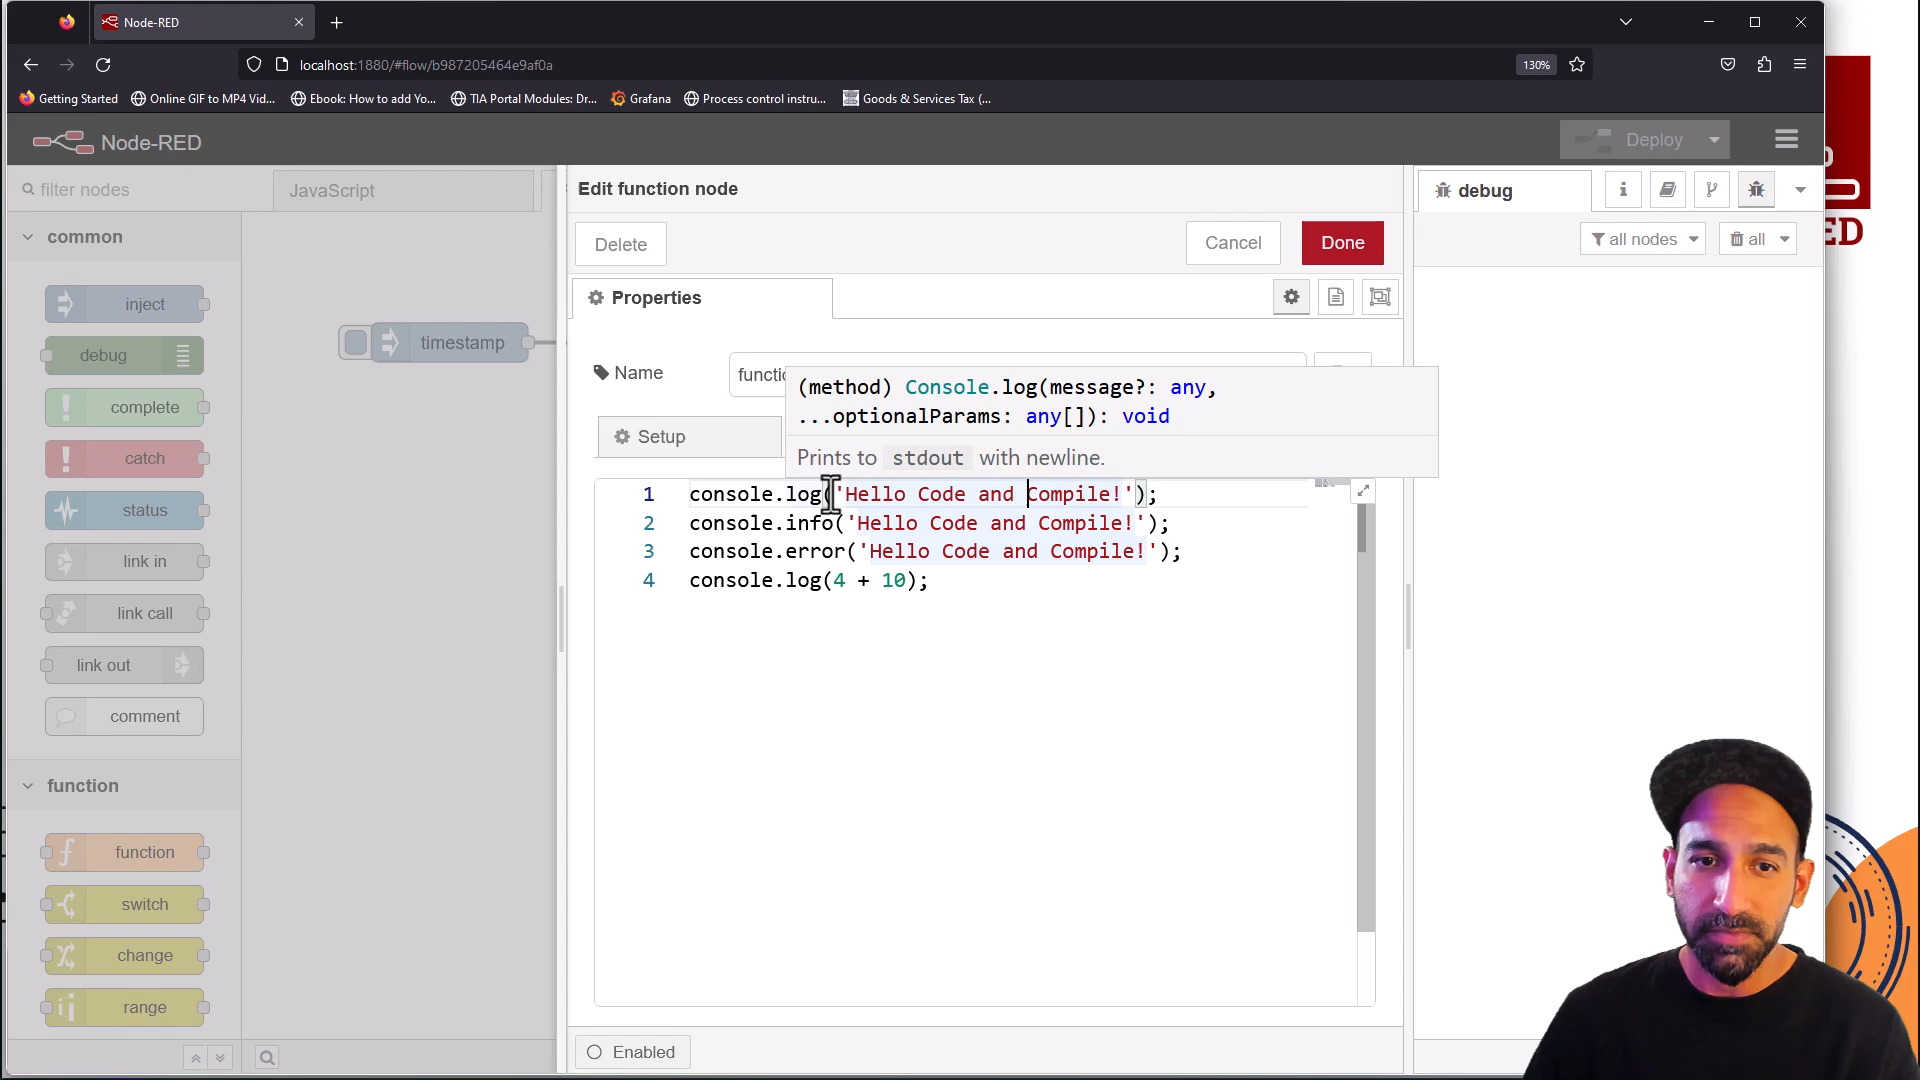 Node-RED
localhost:1880/#flow/b987205464e9af0a
130%
Getting Started
Online GIF to MP4 Vid...
Ebook: How to add Yo...
TIA Portal Modules: Dr...
Grafana
Process control instru...
Goods & Services Tax (...
Node-RED
Deploy
filter nodes
JavaScript
common
inject
debug
complete
catch
status
link in
link call
link out
comment
function
function
switch
change
range
timestamp
Edit function node
Delete
Cancel
Done
Properties
Name
functio
(method) Console.log(message?: any,
...optionalParams: any[]): void
Prints to stdout with newline.
Setup
1 console.log('Hello Code and Compile!');
2 console.info('Hello Code and Compile!');
3 console.error('Hello Code and Compile!');
4 console.log(4 + 10);
Enabled
debug
all nodes
all
ED